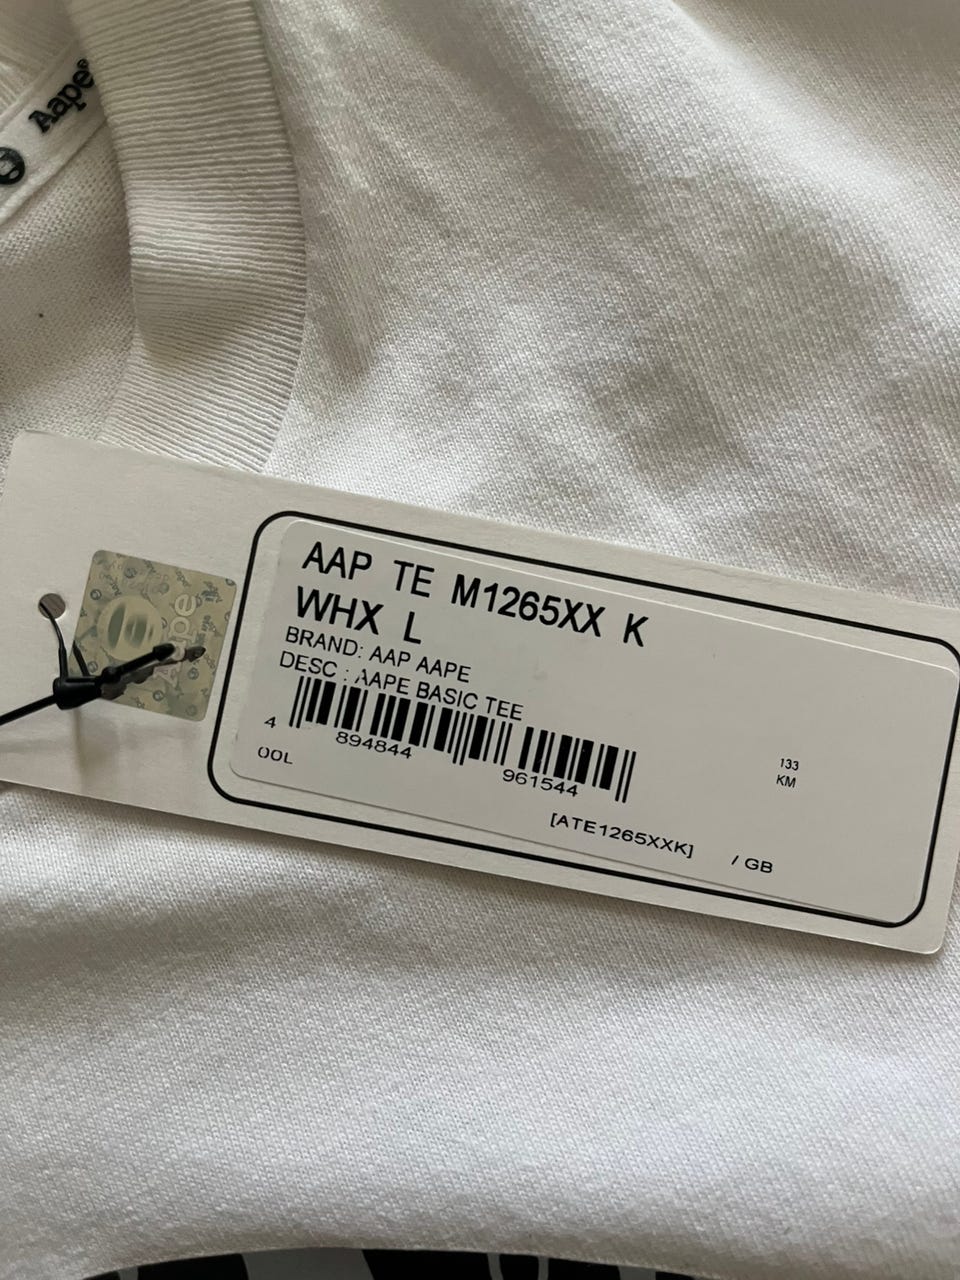 Aape®
AAP TE M1265XX K
WHX L
BRAND: AAP AAPE
DESC : AAPE BASIC TEE
4 894844 961544
00L
133
KM
[ATE1265XXK] / GB
Aape